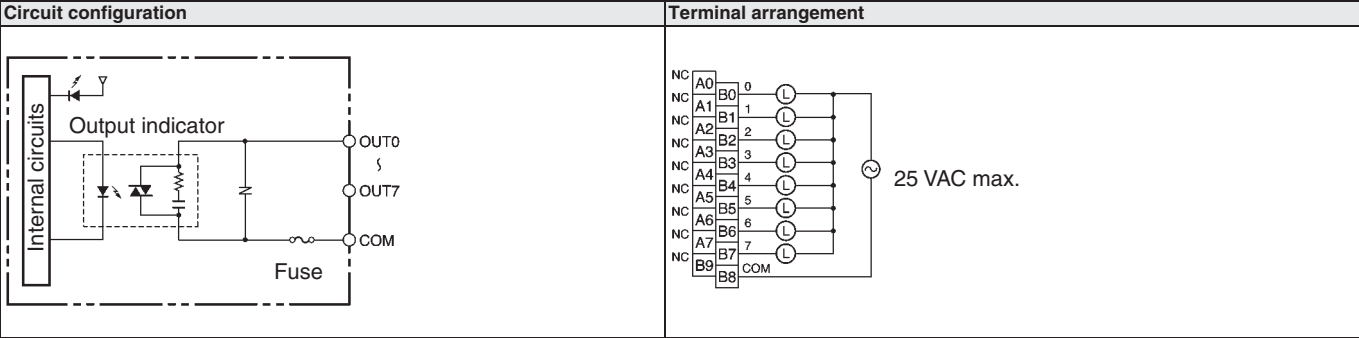 Circuit configuration
Terminal arrangement
Internal circuits
Output indicator
OUT0
OUT7
COM
Fuse
NC A0
B0 0 L
NC A1
B1 1 L
NC A2
B2 2 L
NC A3
B3 3 L
NC A4
B4 4 L
NC A5
B5 5 L
NC A6
B6 6 L
NC A7
B7 7 L
NC B9
B8 COM
25 VAC max.